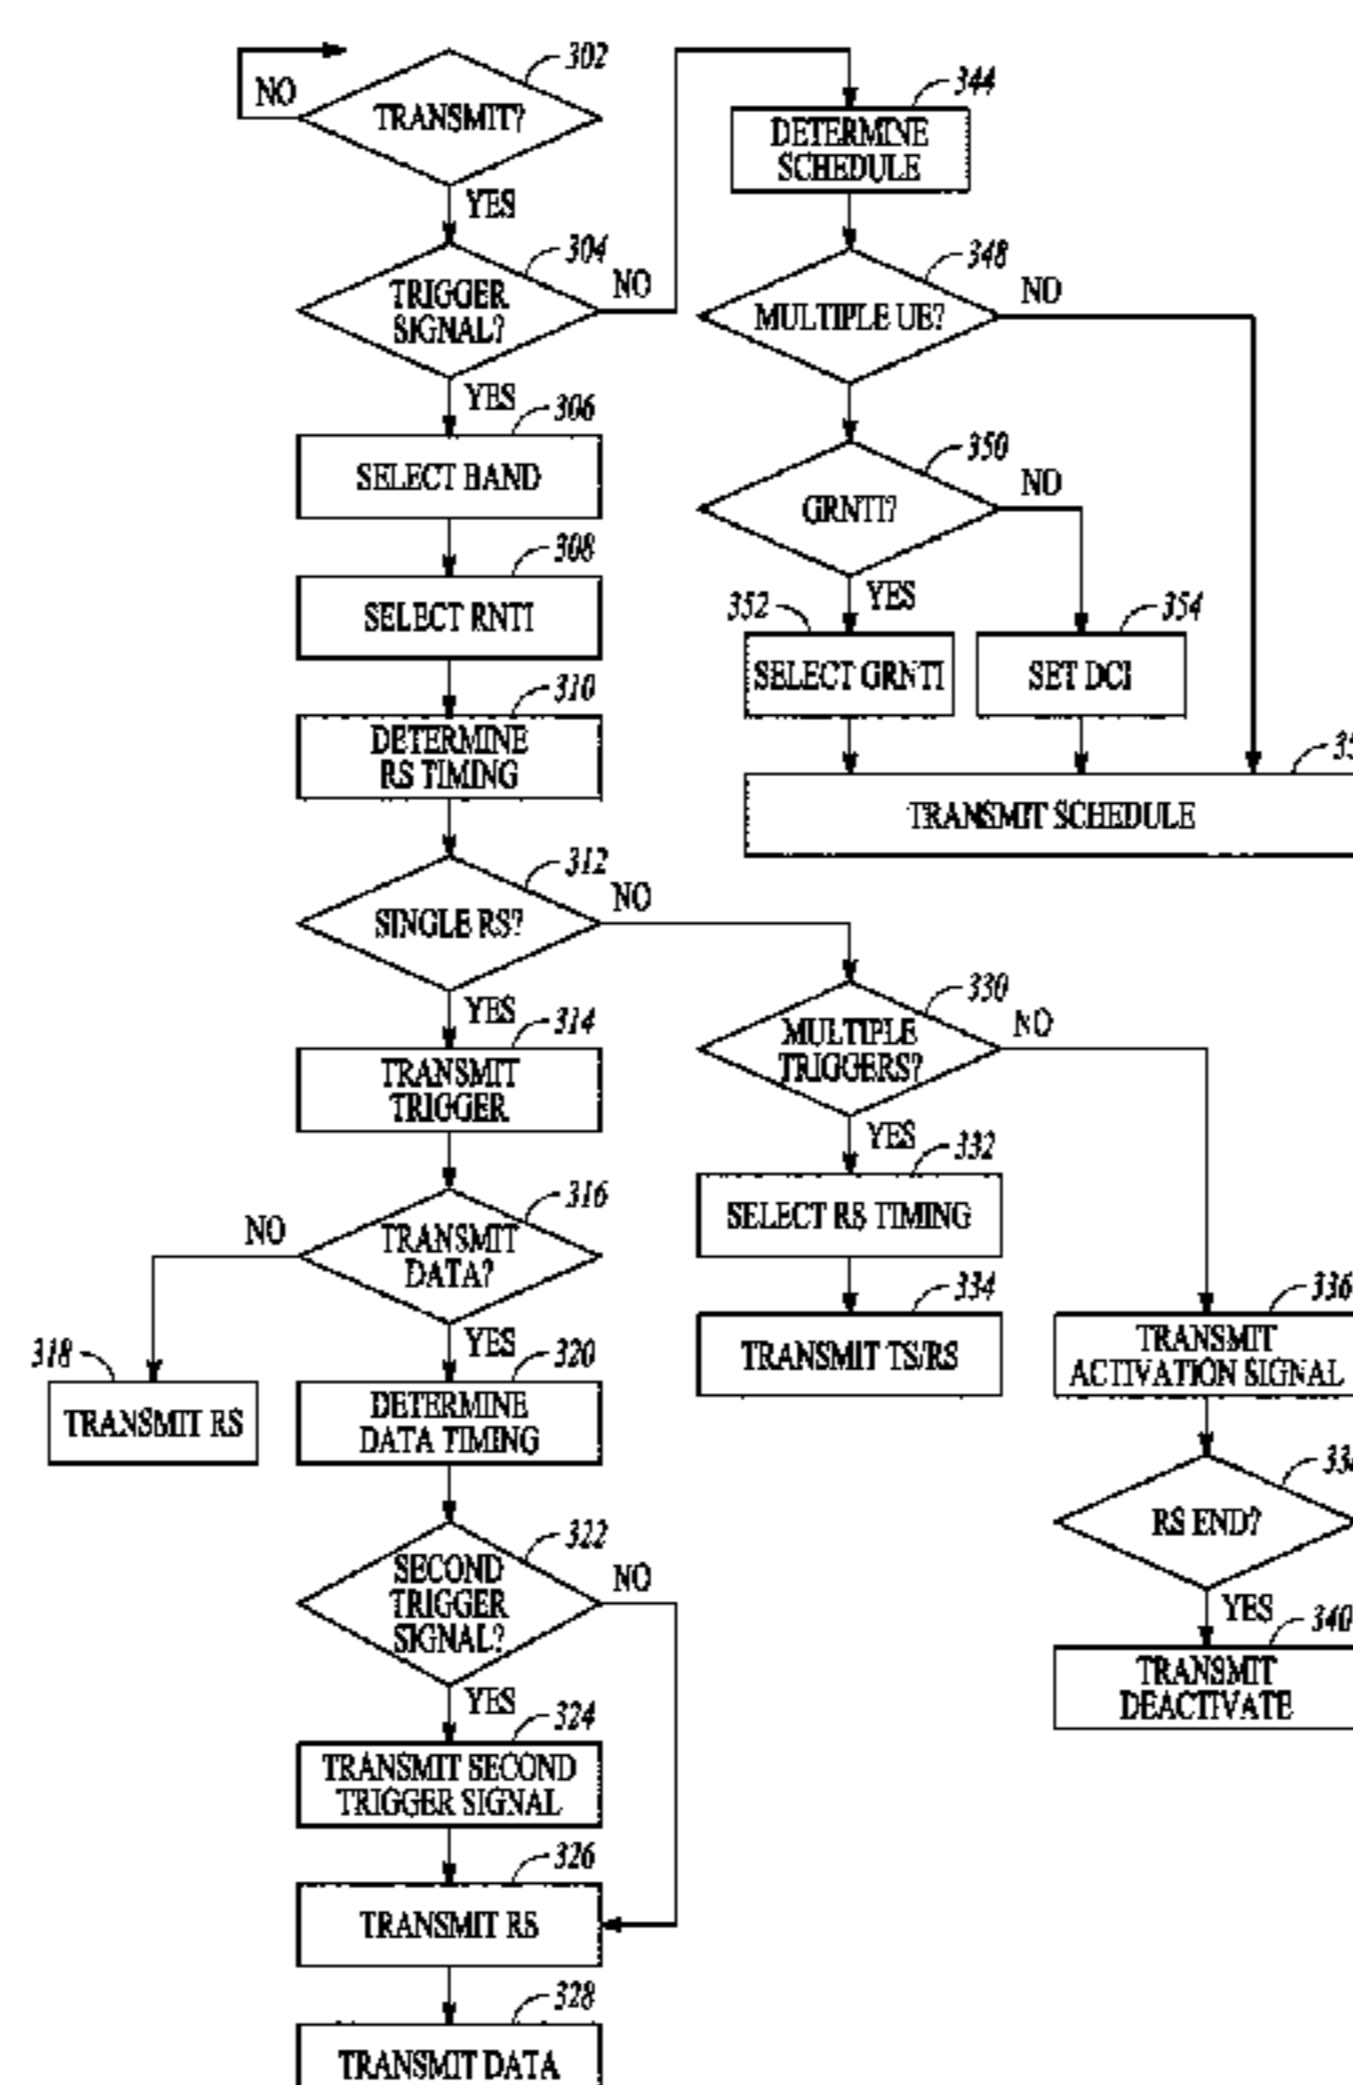 302
NO
TRANSMIT?
YES
304
TRIGGER
SIGNAL?
NO
YES
306
SELECT BAND
308
SELECT RNTI
310
DETERMINE
RS TIMING
312
SINGLE RS?
NO
YES
314
TRANSMIT
TRIGGER
316
NO
TRANSMIT
DATA?
YES
318
TRANSMIT RS
320
DETERMINE
DATA TIMING
322
SECOND
TRIGGER
SIGNAL?
NO
YES
324
TRANSMIT SECOND
TRIGGER SIGNAL
326
TRANSMIT RS
328
TRANSMIT DATA
344
DETERMINE
SCHEDULE
348
MULTIPLE UE?
NO
350
GRNTI?
NO
YES
352
SELECT GRNTI
354
SET DCI
TRANSMIT SCHEDULE
330
MULTIPLE
TRIGGERS?
NO
YES
332
SELECT RS TIMING
334
TRANSMIT TS/RS
336
TRANSMIT
ACTIVATION SIGNAL
RS END?
YES
340
TRANSMIT
DEACTIVATE